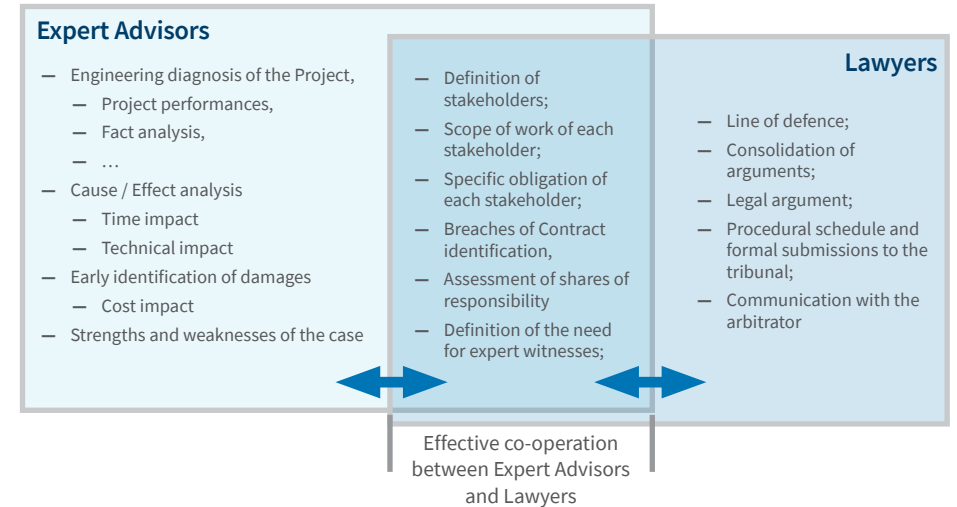 Expert Advisors
— Engineering diagnosis of the Project,
— Project performances,
— Fact analysis,
— …
— Cause / Effect analysis
— Time impact
— Technical impact
— Early identification of damages
— Cost impact
— Strengths and weaknesses of the case
— Definition of
stakeholders;
— Scope of work of each
stakeholder;
— Specific obligation of
each stakeholder;
— Breaches of Contract
identification,
— Assessment of shares of
responsibility
— Definition of the need
for expert witnesses;
Lawyers
— Line of defence;
— Consolidation of
arguments;
— Legal argument;
— Procedural schedule and
formal submissions to the
tribunal;
— Communication with the
arbitrator
Effective co-operation
between Expert Advisors
and Lawyers